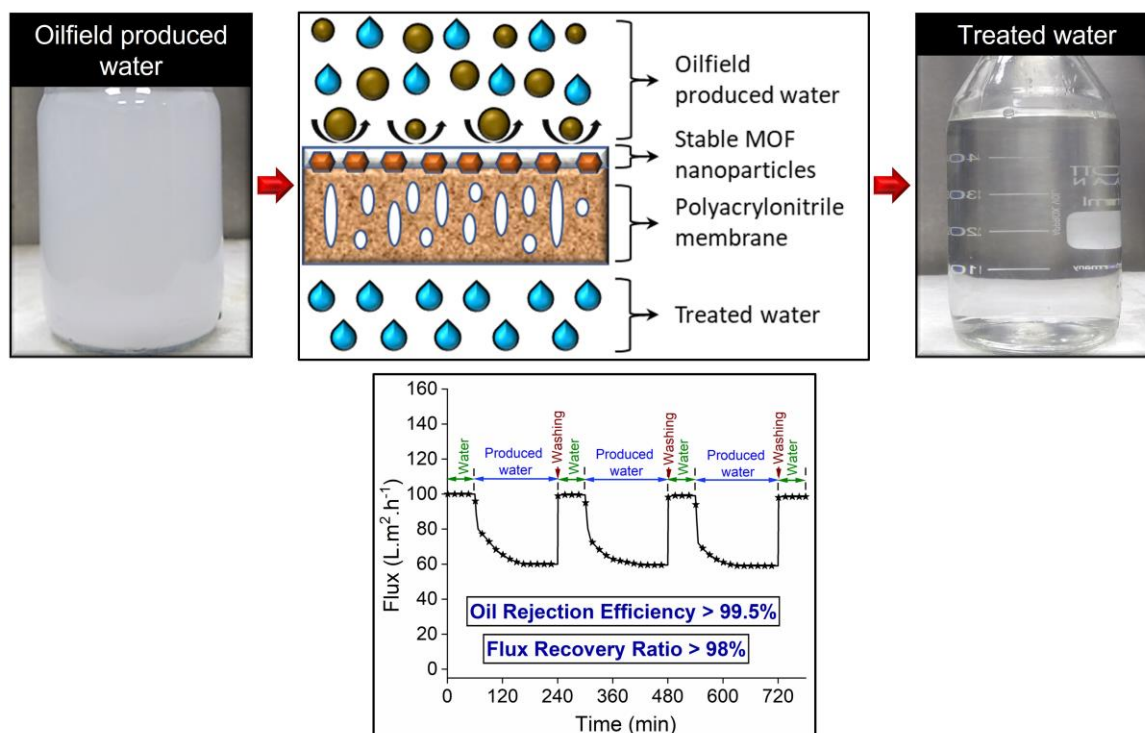 Oilfield produced
water
Oilfield
produced water
Stable MOF
nanoparticles
Polyacrylonitrile
membrane
Treated water
Treated water
Flux (L.m².h⁻¹)
160
140
120
100
80
60
40
20
0
Water
Produced
water
Washing
Water
Produced
water
Washing
Water
Produced
water
Washing
Water
Oil Rejection Efficiency > 99.5%
Flux Recovery Ratio > 98%
0 120 240 360 480 600 720
Time (min)